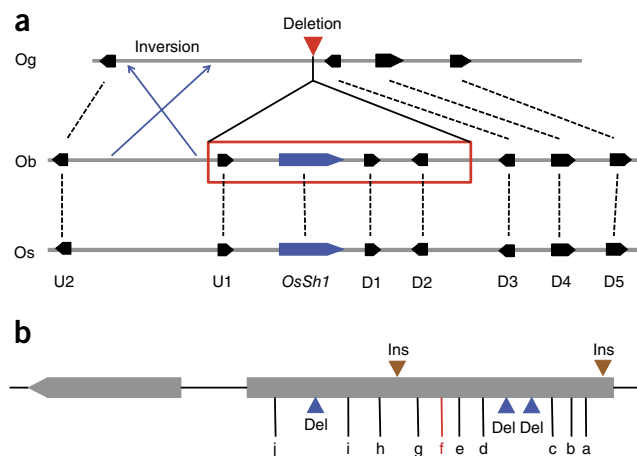 a
Deletion
Inversion
Og
Ob
Os
U2 U1 OsSh1 D1 D2 D3 D4 D5
b
Ins Ins
Del Del Del
j i h g f e d c b a